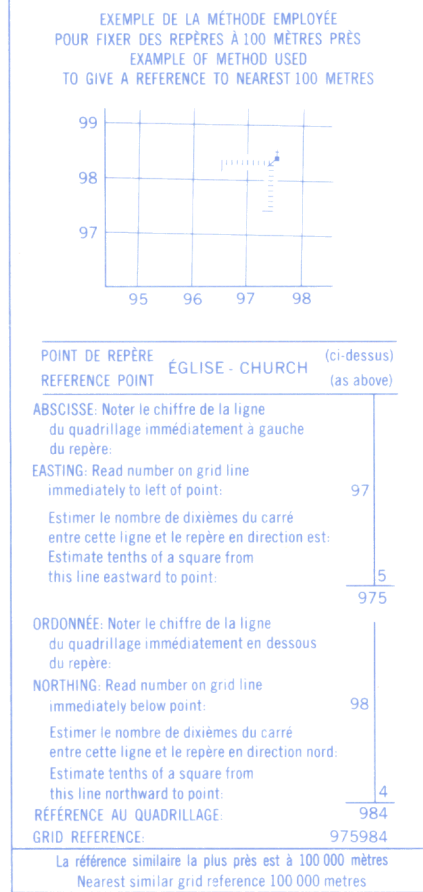 EXEMPLE DE LA MÉTHODE EMPLOYÉE
POUR FIXER DES REPÈRES À 100 MÈTRES PRÈS
EXAMPLE OF METHOD USED
TO GIVE A REFERENCE TO NEAREST 100 METRES
99
98
97
95 96 97 98
POINT DE REPÈRE
REFERENCE POINT
ÉGLISE - CHURCH
(ci-dessus)
(as above)
ABSCISSE: Noter le chiffre de la ligne
du quadrillage immédiatement à gauche
du repère:
EASTING: Read number on grid line
immediately to left of point: 97
Estimer le nombre de dixièmes du carré
entre cette ligne et le repère en direction est:
Estimate tenths of a square from
this line eastward to point: 5
975
ORDONNÉE: Noter le chiffre de la ligne
du quadrillage immédiatement en dessous
du repère:
NORTHING: Read number on grid line
immediately below point: 98
Estimer le nombre de dixièmes du carré
entre cette ligne et le repère en direction nord:
Estimate tenths of a square from
this line northward to point: 4
RÉFÉRENCE AU QUADRILLAGE: 984
GRID REFERENCE: 975984
La référence similaire la plus près est à 100 000 mètres
Nearest similar grid reference 100 000 metres